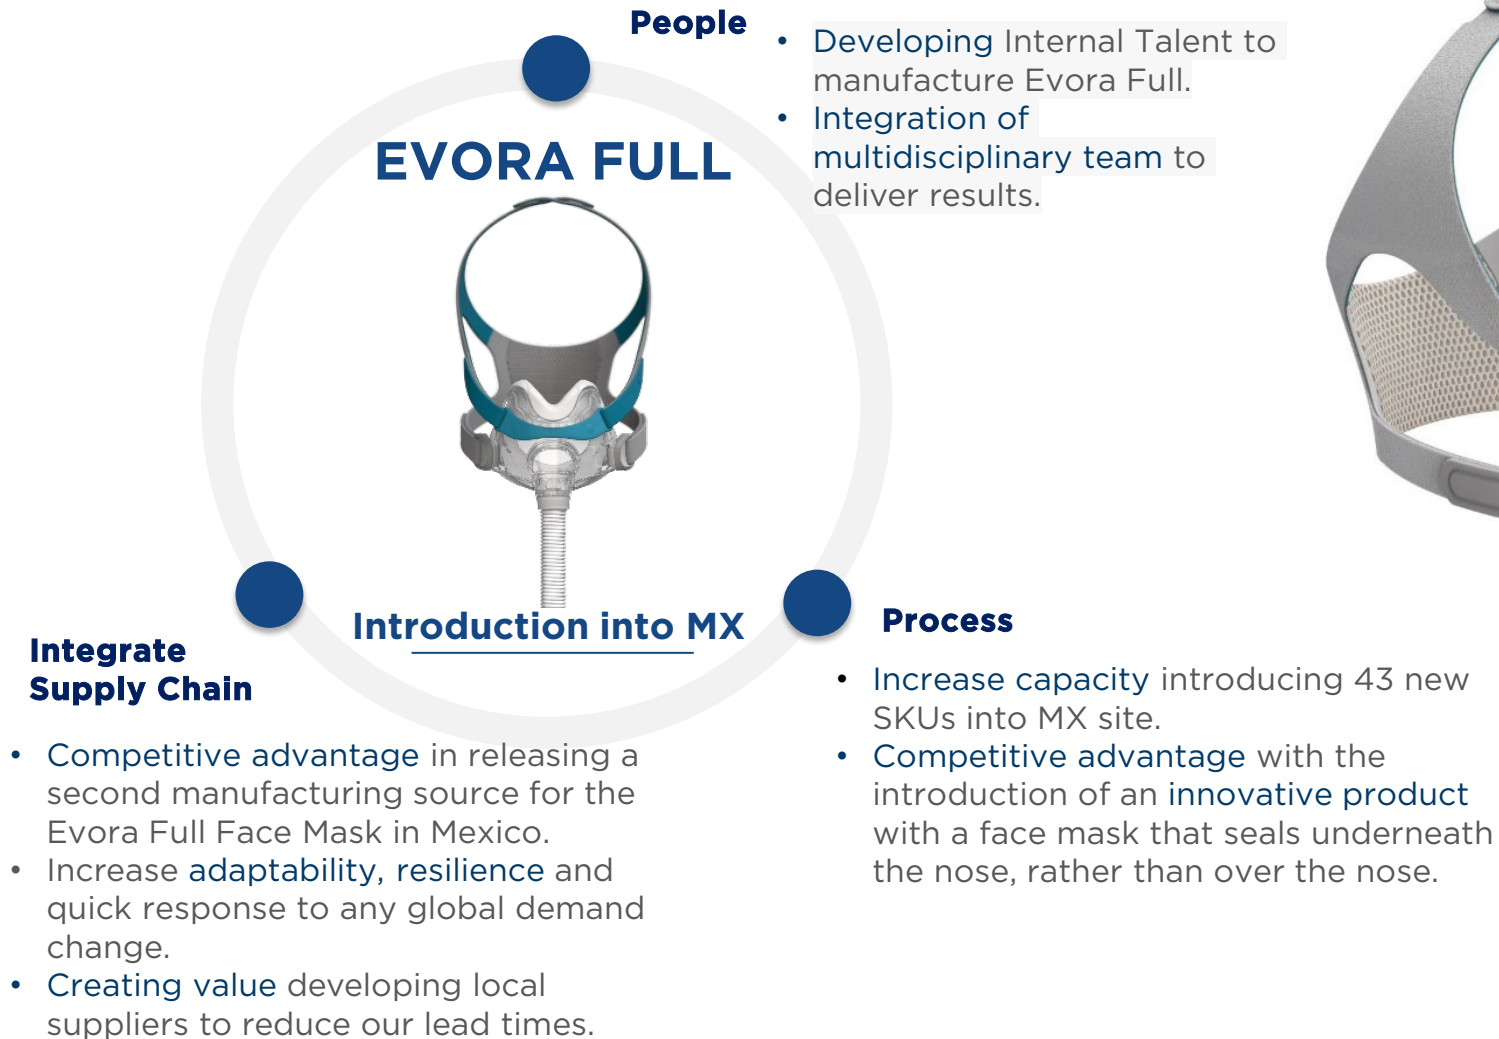 People
• Developing Internal Talent to
manufacture Evora Full.
• Integration of
multidisciplinary team to
deliver results.
EVORA FULL
Introduction into MX
Integrate
Supply Chain
• Competitive advantage in releasing a
second manufacturing source for the
Evora Full Face Mask in Mexico.
• Increase adaptability, resilience and
quick response to any global demand
change.
• Creating value developing local
suppliers to reduce our lead times.
Process
• Increase capacity introducing 43 new
SKUs into MX site.
• Competitive advantage with the
introduction of an innovative product
with a face mask that seals underneath
the nose, rather than over the nose.